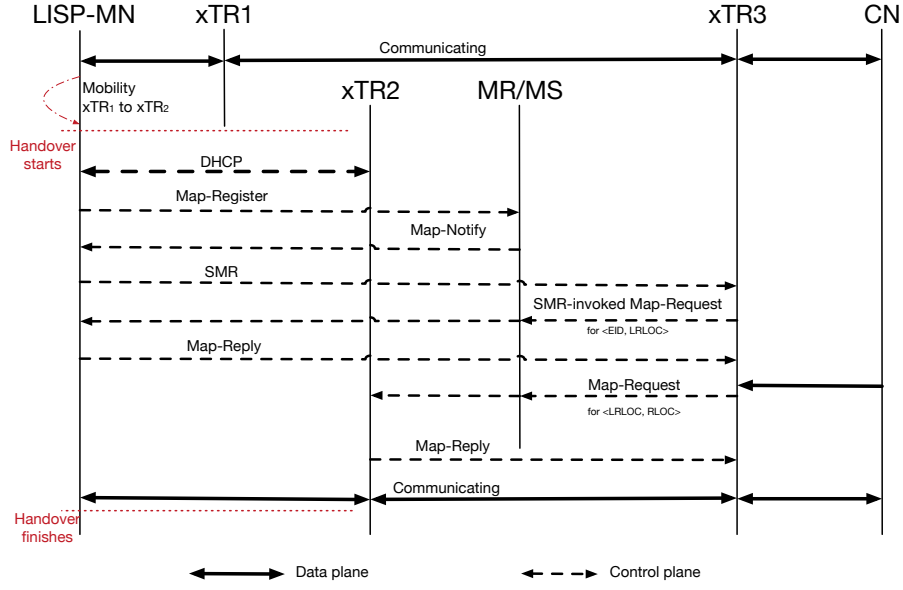 LISP-MN xTR1 xTR3 CN
Communicating
Mobility
xTR1 to xTR2
xTR2 MR/MS
Handover
starts
DHCP
Map-Register
Map-Notify
SMR
SMR-invoked Map-Request
for <EID, LRLOC>
Map-Reply
Map-Request
for <LRLOC, RLOC>
Map-Reply
Communicating
Handover
finishes
Data plane Control plane